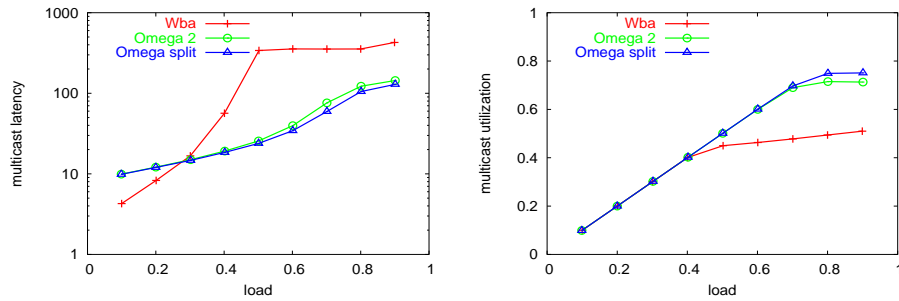 Wba
Omega 2
Omega split
1000
100
10
1
0
0.2
0.4
0.6
0.8
1
multicast latency
load
Wba
Omega 2
Omega split
1
0.8
0.6
0.4
0.2
0
0
0.2
0.4
0.6
0.8
1
multicast utilization
load